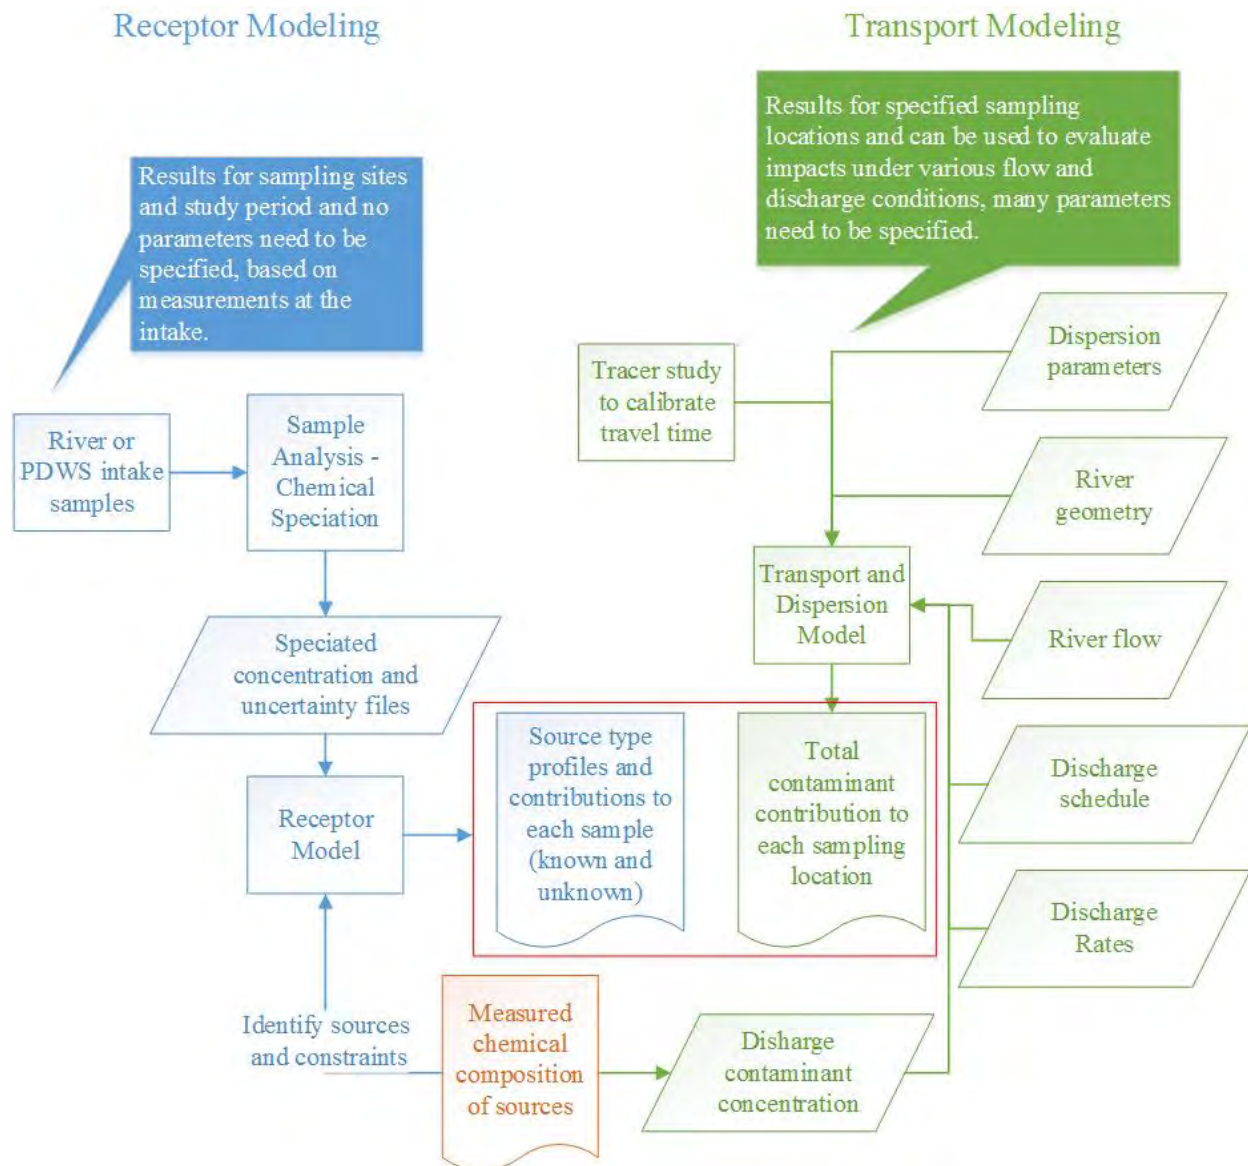 Receptor Modeling
Transport Modeling
Results for sampling sites
and study period and no
parameters need to be
specified, based on
measurements at the
intake.
Results for specified sampling
locations and can be used to evaluate
impacts under various flow and
discharge conditions, many parameters
need to be specified.
River or
PDWS intake
samples
Sample
Analysis -
Chemical
Speciation
Tracer study
to calibrate
travel time
Dispersion
parameters
River
geometry
Transport and
Dispersion
Model
River flow
Speciated
concentration and
uncertainty files
Receptor
Model
Source type
profiles and
contributions to
each sample
(known and
unknown)
Total
contaminant
contribution to
each sampling
location
Discharge
schedule
Discharge
Rates
Identify sources
and constraints
Measured
chemical
composition
of sources
Disharge
contaminant
concentration